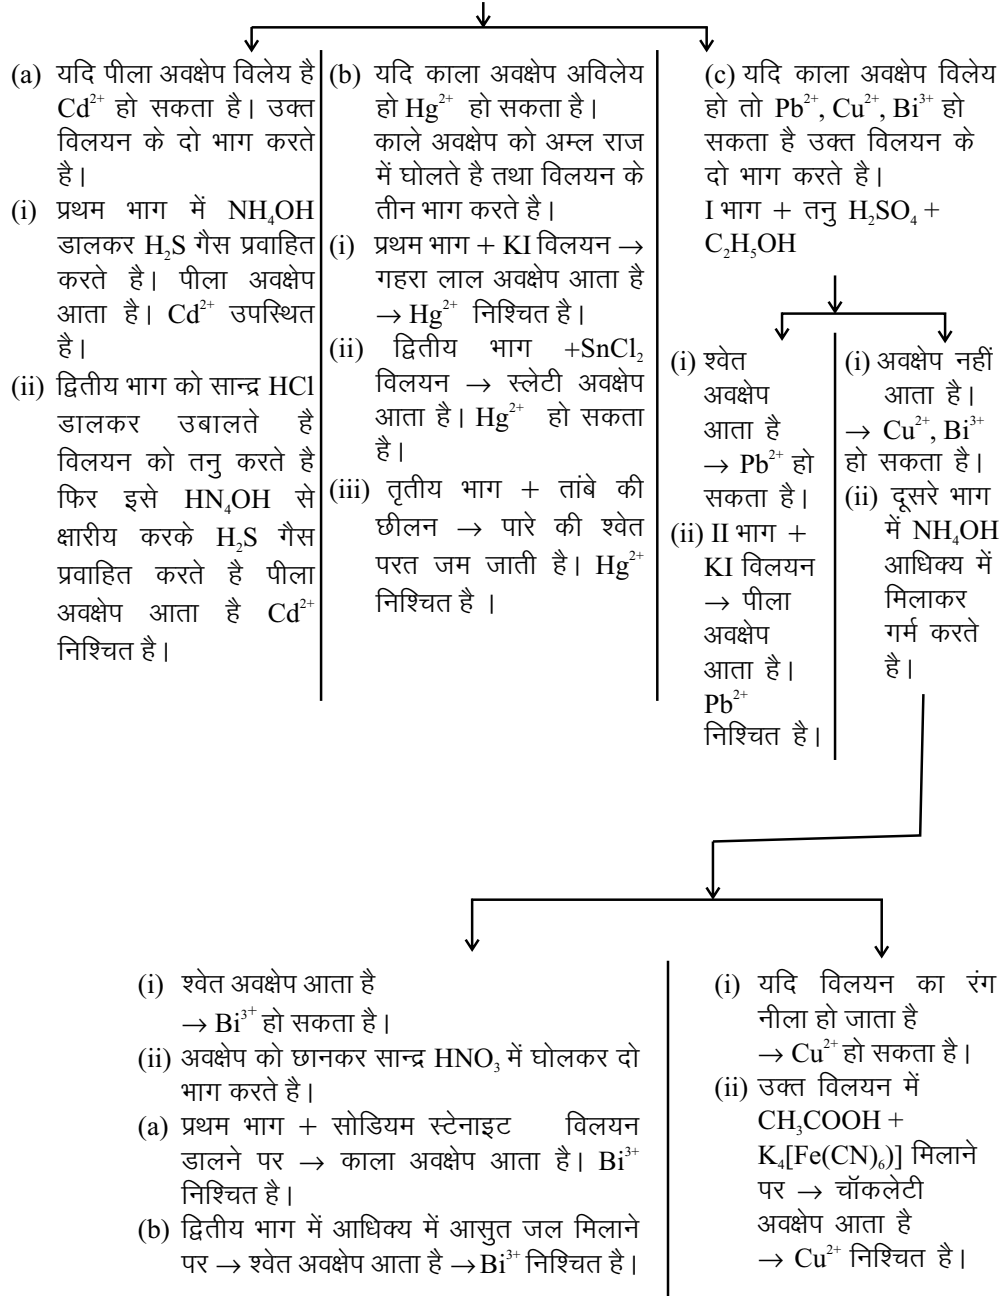 (a) यदि पीला अवक्षेप विलेय है
Cd²⁺ हो सकता है। उक्त
विलयन के दो भाग करते
है।
(i) प्रथम भाग में NH₄OH
डालकर H₂S गैस प्रवाहित
करते है। पीला अवक्षेप
आता है। Cd²⁺ उपस्थित
है।
(ii) द्वितीय भाग को सान्द्र HCl
डालकर उबालते है
विलयन को तनु करते है
फिर इसे HN₄OH से
क्षारीय करके H₂S गैस
प्रवाहित करते है पीला
अवक्षेप आता है Cd²⁺
निश्चित है।
(b) यदि काला अवक्षेप अविलेय
हो Hg²⁺ हो सकता है।
काले अवक्षेप को अम्ल राज
में घोलते है तथा विलयन के
तीन भाग करते है।
(i) प्रथम भाग + KI विलयन →
गहरा लाल अवक्षेप आता है
→ Hg²⁺ निश्चित है।
(ii) द्वितीय भाग +SnCl₂
विलयन → स्लेटी अवक्षेप
आता है। Hg²⁺ हो सकता
है।
(iii) तृतीय भाग + तांबे की
छीलन → पारे की श्वेत
परत जम जाती है। Hg²⁺
निश्चित है ।
(c) यदि काला अवक्षेप विलेय
हो तो Pb²⁺, Cu²⁺, Bi³⁺ हो
सकता है उक्त विलयन के
दो भाग करते है।
I भाग + तनु H₂SO₄ +
C₂H₅OH
(i) श्वेत
अवक्षेप
आता है
→ Pb²⁺ हो
सकता है।
(ii) II भाग +
KI विलयन
→ पीला
अवक्षेप
आता है।
Pb²⁺
निश्चित है।
(i) अवक्षेप नहीं
आता है।
→ Cu²⁺, Bi³⁺
हो सकता है।
(ii) दूसरे भाग
में NH₄OH
आधिक्य में
मिलाकर
गर्म करते
है।
(i) श्वेत अवक्षेप आता है
→ Bi³⁺ हो सकता है।
(ii) अवक्षेप को छानकर सान्द्र HNO₃ में घोलकर दो
भाग करते है।
(a) प्रथम भाग + सोडियम स्टेनाइट विलयन
डालने पर → काला अवक्षेप आता है। Bi³⁺
निश्चित है।
(b) द्वितीय भाग में आधिक्य में आसुत जल मिलाने
पर → श्वेत अवक्षेप आता है → Bi³⁺ निश्चित है।
(i) यदि विलयन का रंग
नीला हो जाता है
→ Cu²⁺ हो सकता है।
(ii) उक्त विलयन में
CH₃COOH +
K₄[Fe(CN)₆)] मिलाने
पर → चॉकलेटी
अवक्षेप आता है
→ Cu²⁺ निश्चित है।